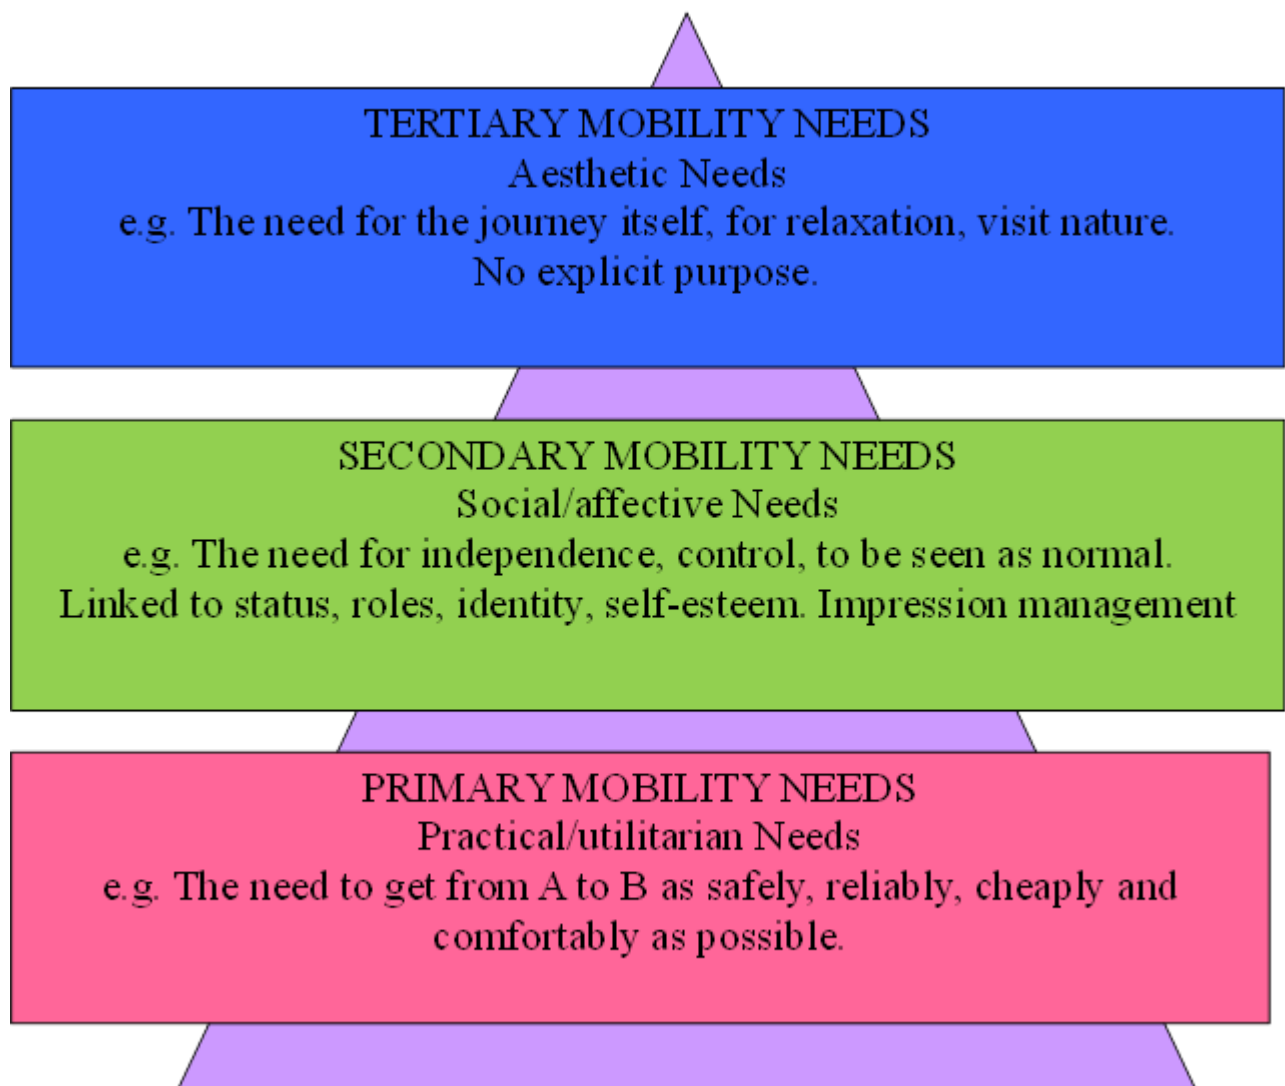 TERTIARY MOBILITY NEEDS
Aesthetic Needs
e.g. The need for the journey itself, for relaxation, visit nature.
No explicit purpose.
SECONDARY MOBILITY NEEDS
Social/affective Needs
e.g. The need for independence, control, to be seen as normal.
Linked to status, roles, identity, self-esteem. Impression management
PRIMARY MOBILITY NEEDS
Practical/utilitarian Needs
e.g. The need to get from A to B as safely, reliably, cheaply and
comfortably as possible.